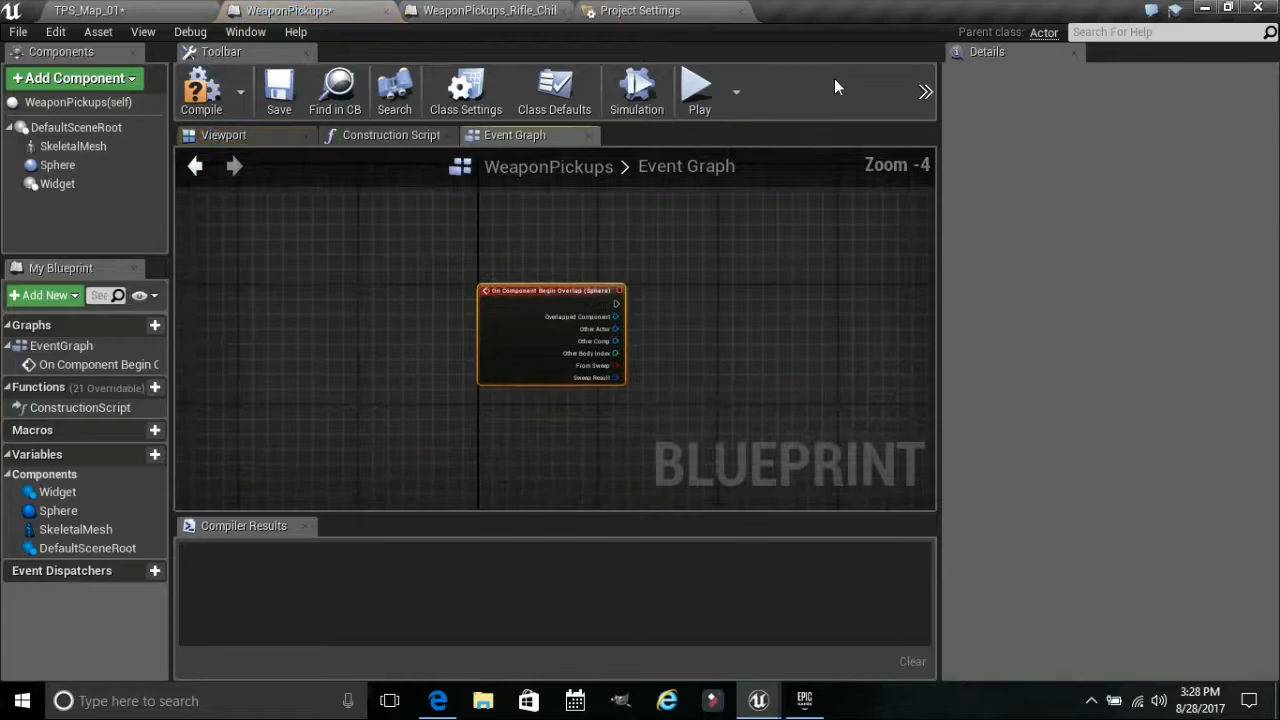 TPS_Map_01*
WeaponPickups*
WeaponPickups_Rifle_Chil
Project Settings
File
Edit
Asset
View
Debug
Window
Help
Parent class:
Actor
Search For Help
Components
Toolbar
Details
Add Component
Compile
Save
Find in CB
Search
Class Settings
Class Defaults
Simulation
Play
WeaponPickups(self)
DefaultSceneRoot
SkeletalMesh
Sphere
Widget
Viewport
Construction Script
Event Graph
WeaponPickups > Event Graph
Zoom -4
On Component Begin Overlap (Sphere)
Overlapped Component
Other Actor
Other Comp
Other Body Index
From Sweep
Sweep Result
BLUEPRINT
My Blueprint
Add New
Sea
Graphs
EventGraph
On Component Begin O
Functions (21 Overridable)
ConstructionScript
Macros
Variables
Components
Widget
Sphere
SkeletalMesh
DefaultSceneRoot
Event Dispatchers
Compiler Results
Clear
Type here to search
EPIC
GAMES
3:28 PM
8/28/2017